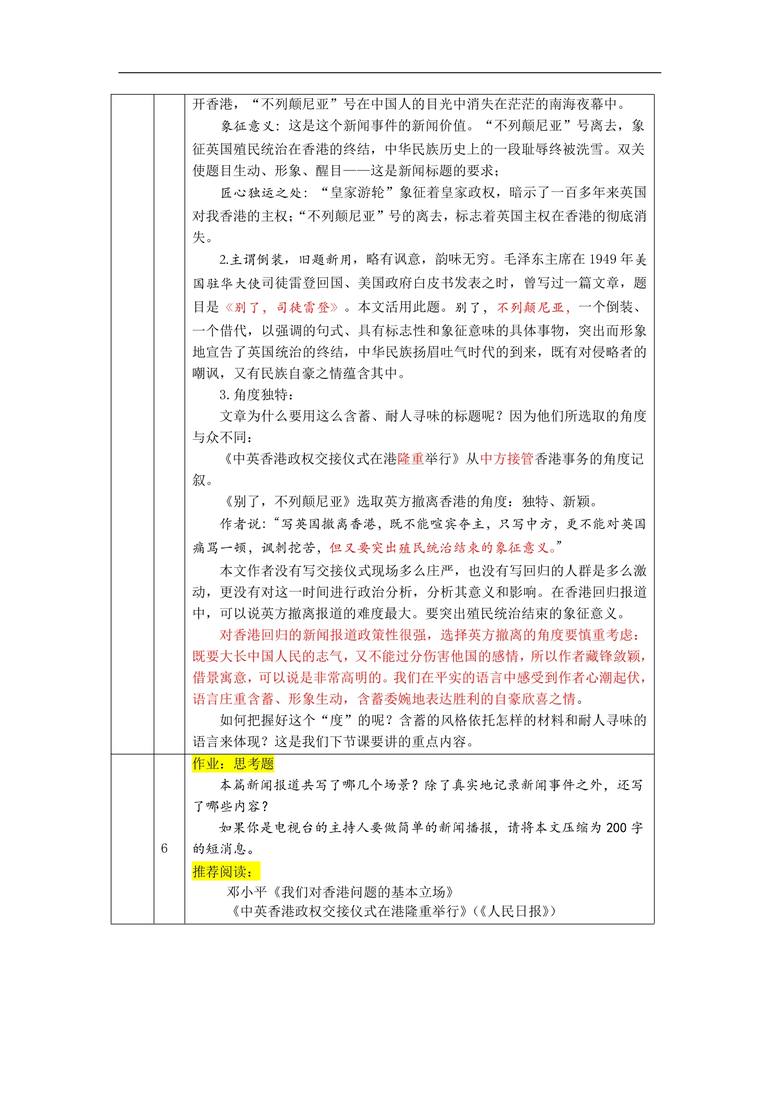 开香港，“不列颠尼亚”号在中国人的目光中消失在茫茫的南海夜幕中。
象征意义：这是这个新闻事件的新闻价值。“不列颠尼亚”号离去，象
征英国殖民统治在香港的终结，中华民族历史上的一段耻辱终被洗雪。双关
使题目生动、形象、醒目——这是新闻标题的要求；
匠心独运之处：“皇家游轮”象征着皇家政权，暗示了一百多年来英国
对我香港的主权；“不列颠尼亚”号的离去，标志着英国主权在香港的彻底消
失。
2.主谓倒装，旧题新用，略有讽意，韵味无穷。毛泽东主席在 1949 年美
国驻华大使司徒雷登回国、美国政府白皮书发表之时，曾写过一篇文章，题
目是《别了，司徒雷登》。本文活用此题。别了，不列颠尼亚，一个倒装、
一个借代，以强调的句式、具有标志性和象征意味的具体事物，突出而形象
地宣告了英国统治的终结，中华民族扬眉吐气时代的到来，既有对侵略者的
嘲讽，又有民族自豪之情蕴含其中。
3. 角度独特：
文章为什么要用这么含蓄、耐人寻味的标题呢？因为他们所选取的角度
与众不同：
《中英香港政权交接仪式在港隆重举行》从中方接管香港事务的角度记
叙。
《别了，不列颠尼亚》选取英方撤离香港的角度：独特、新颖。
作者说：“写英国撤离香港，既不能喧宾夺主，只写中方，更不能对英国
痛骂一顿，讽刺挖苦，但又要突出殖民统治结束的象征意义。”
本文作者没有写交接仪式现场多么庄严，也没有写回归的人群是多么激
动，更没有对这一时间进行政治分析，分析其意义和影响。在香港回归报道
中，可以说英方撤离报道的难度最大。要突出殖民统治结束的象征意义。
对香港回归的新闻报道政策性很强，选择英方撤离的角度要慎重考虑：
既要大长中国人民的志气，又不能过分伤害他国的感情，所以作者藏锋敛颖，
借景寓意，可以说是非常高明的。我们在平实的语言中感受到作者心潮起伏，
语言庄重含蓄、形象生动，含蓄委婉地表达胜利的自豪欣喜之情。
如何把握好这个“度”的呢？含蓄的风格依托怎样的材料和耐人寻味的
语言来体现？这是我们下节课要讲的重点内容。
作业：思考题
本篇新闻报道共写了哪几个场景？除了真实地记录新闻事件之外，还写
了哪些内容？
如果你是电视台的主持人要做简单的新闻播报，请将本文压缩为 200 字
的短消息。
6
推荐阅读：
邓小平《我们对香港问题的基本立场》
《中英香港政权交接仪式在港隆重举行》（《人民日报》）